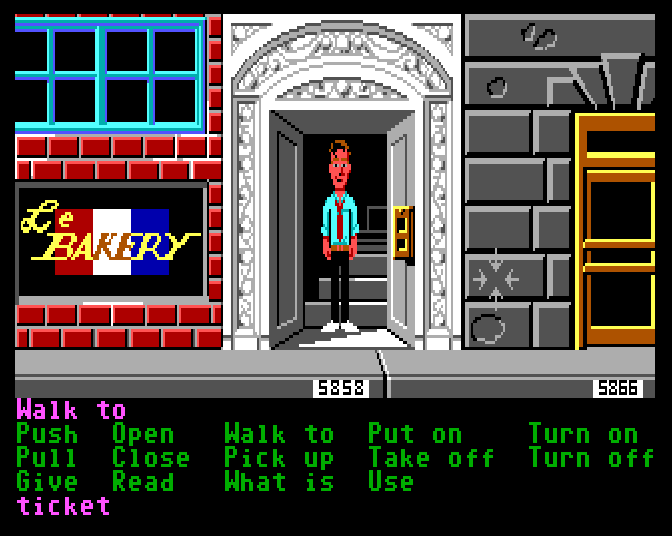 Le
BAKERY
5858 5866
Walk to
Push Open Walk to Put on Turn on
Pull Close Pick up Take off Turn off
Give Read What is Use
ticket